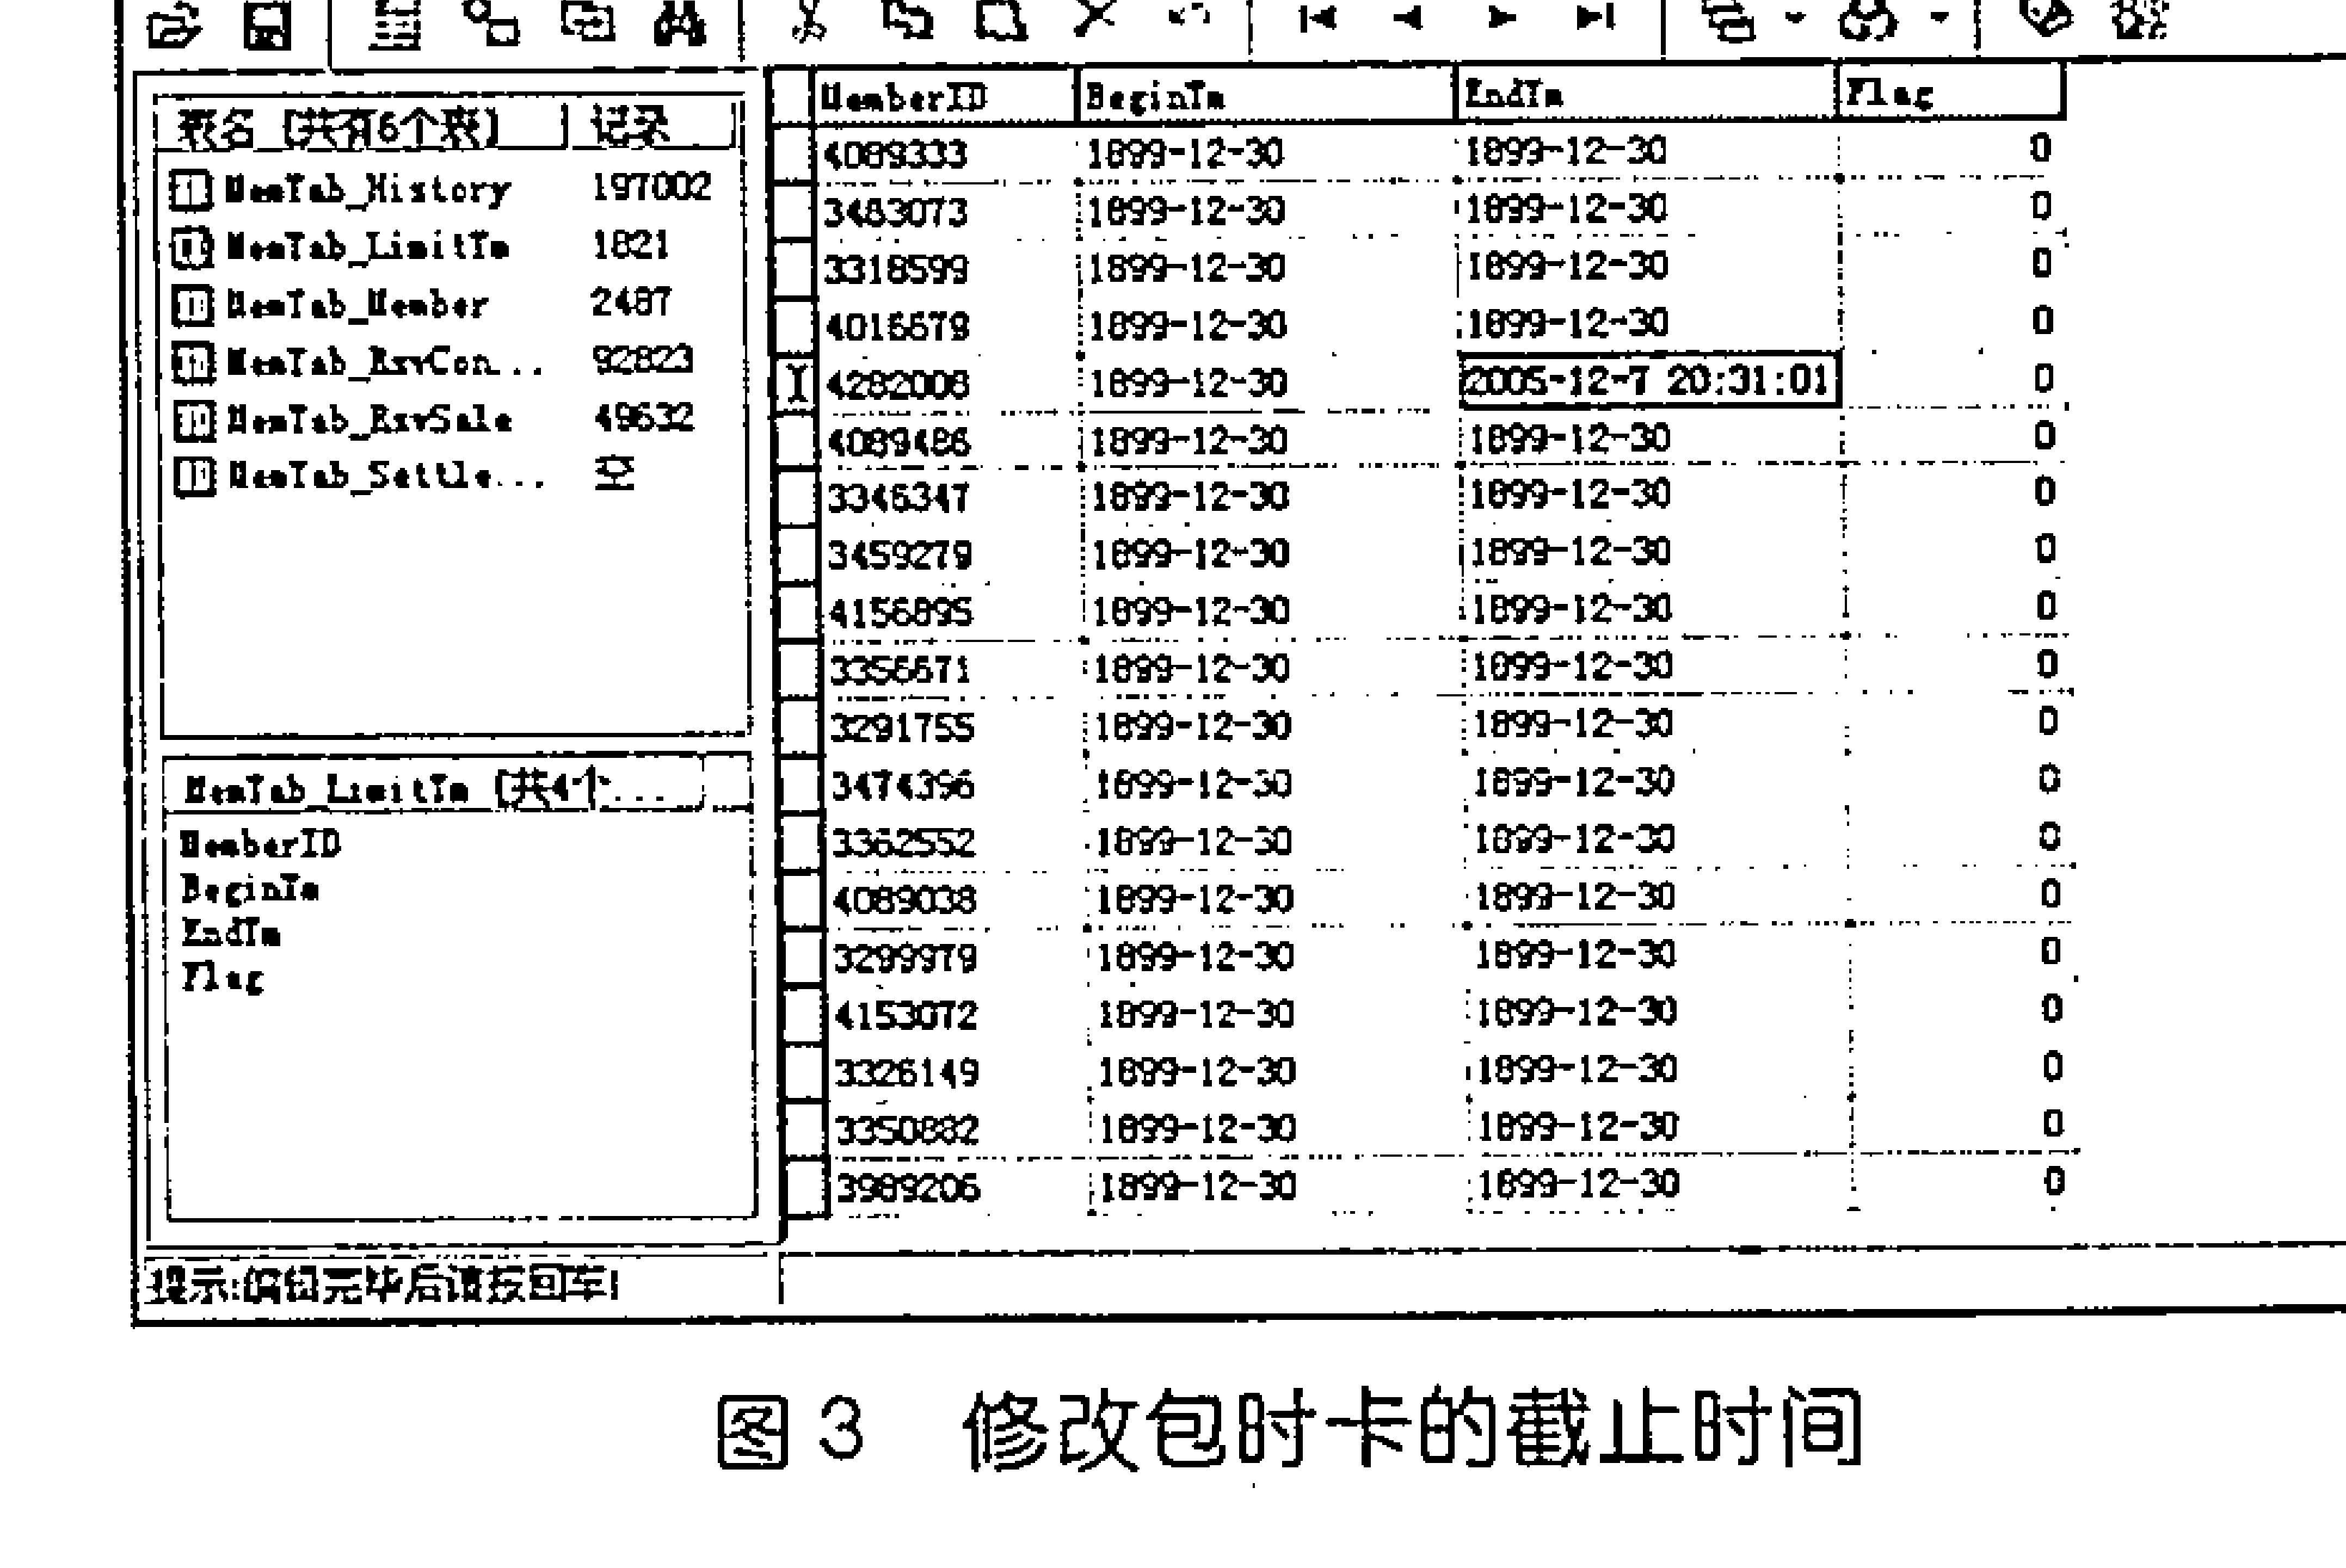 表名 [共有6个表] 记录
MemTab_History 197002
MemTab_LimitTm 1821
MemTab_Member 2487
MemTab_RsvCon... 92823
MemTab_RsvSale 49632
MemTab_Settle... 空
MemTab_LimitTm [共4个...
MemberID
BeginTm
EndTm
Flag
MemberID BeginTm EndTm Flag
4089333 1899-12-30 1899-12-30 0
3483073 1899-12-30 1899-12-30 0
3318599 1899-12-30 1899-12-30 0
4016679 1899-12-30 1899-12-30 0
4282008 1899-12-30 2005-12-7 20:31:01 0
4089486 1899-12-30 1899-12-30 0
3346347 1899-12-30 1899-12-30 0
3459279 1899-12-30 1899-12-30 0
4156895 1899-12-30 1899-12-30 0
3356671 1899-12-30 1899-12-30 0
3291755 1899-12-30 1899-12-30 0
3474396 1899-12-30 1899-12-30 0
3362552 1899-12-30 1899-12-30 0
4089038 1899-12-30 1899-12-30 0
3299979 1899-12-30 1899-12-30 0
4153072 1899-12-30 1899-12-30 0
3326149 1899-12-30 1899-12-30 0
3350882 1899-12-30 1899-12-30 0
3989206 1899-12-30 1899-12-30 0
提示:编辑完毕后请按回车!
图3 修改包时卡的截止时间